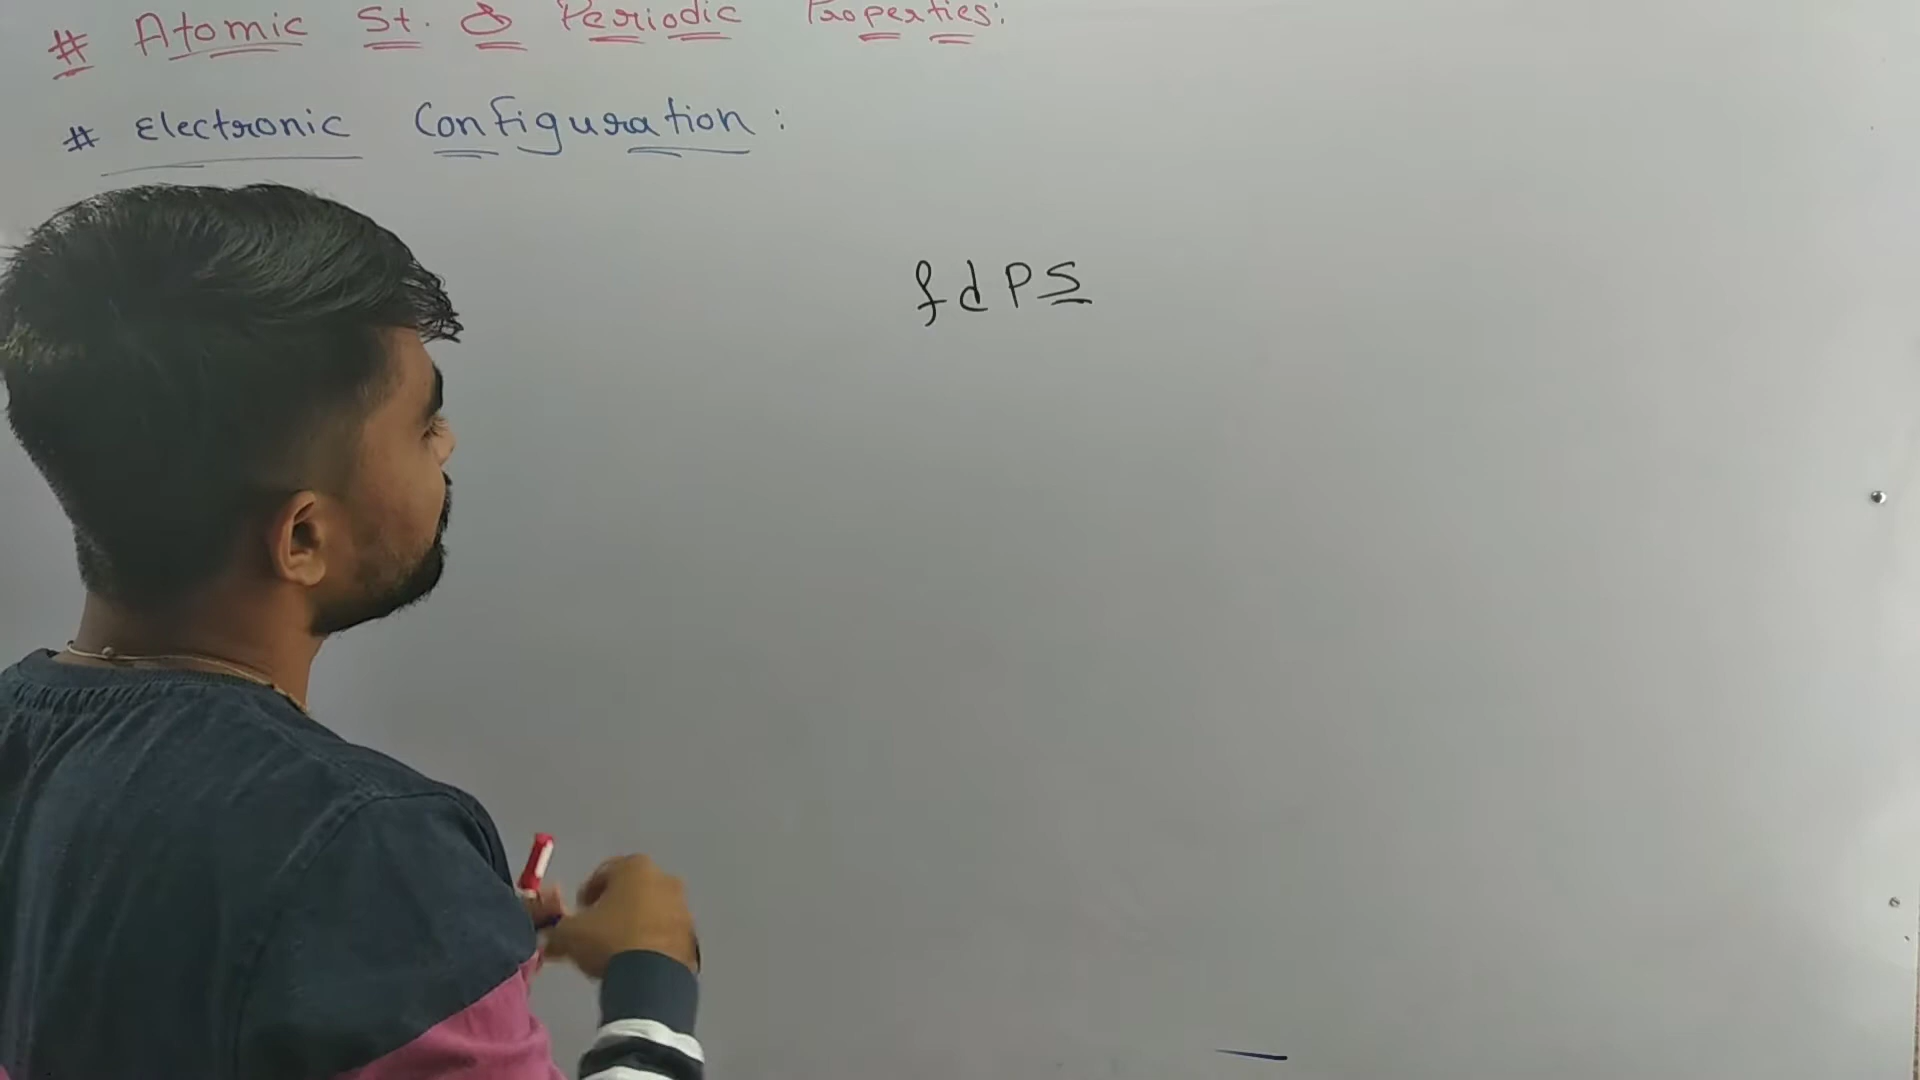 # Atomic St. & Periodic Properties:
# Electronic Configuration:
f d P S